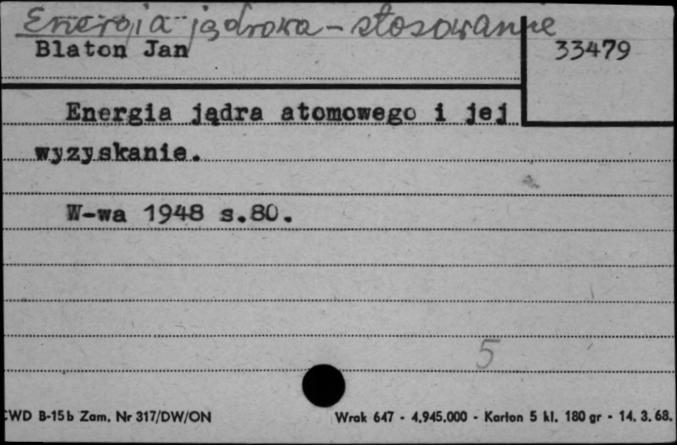 Energia jądrowa - stosowanie
Blaton Jan
33479
Energia jądra atomowego i jej
wyzyskanie.
W-wa 1948 s.80.
5
CWD B-15b Zam. Nr 317/DW/ON
Wrak 647 - 4.945.000 - Karton 5 kl. 180 gr - 14. 3. 68.